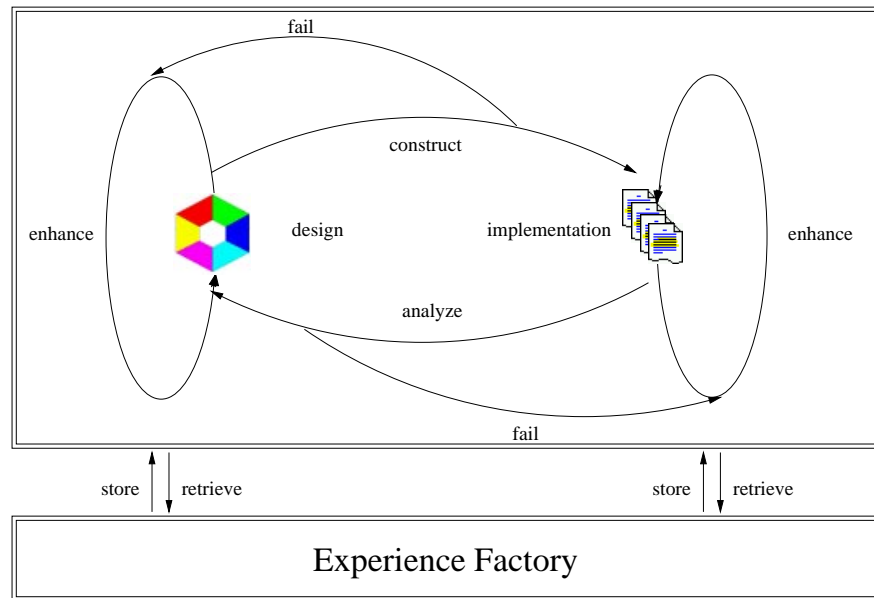 fail
construct
enhance
design
implementation
enhance
analyze
fail
store
retrieve
store
retrieve
Experience Factory